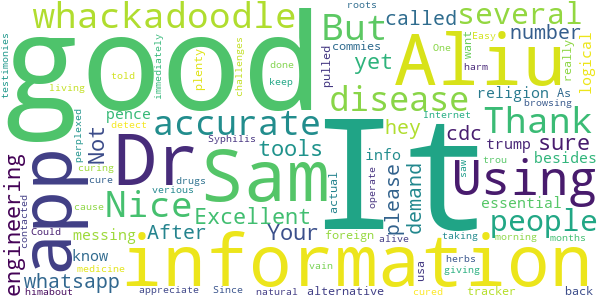 whackadoodle
good
But
called
several
number
Aliu
yet
roots
testimonies
living
told
immediately
plenty
challenges
done
keep
pulled
commies
One
Easy
want
harm
really
logical
disease
religion
As
browsing
Internet
Thank
perplexed
Not
pence
accurate
hey
cdc
trump
sure
engineering
app
Dr
Sam
It
Using
tools
info
besides
detect
curing
cure
Syphilis
drugs
verious
Nice
Excellent
actual
please
demand
operate
saw
trou
essential
people
cause
contacted
Could
messing
After
Your
foreign
alive
usa
taking
morning
herbs
months
giving
know
whatsapp
medicine
information
vain
cured
tracker
himabout
appreciate
Since
natural
alternative
back